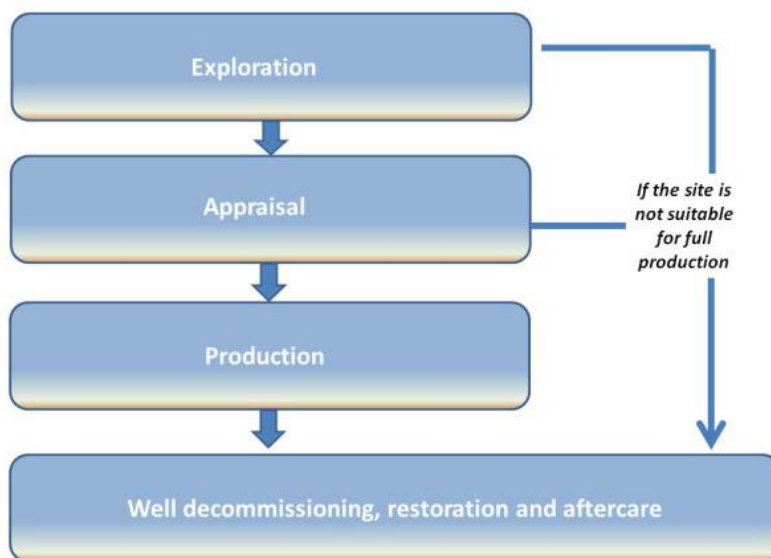 Exploration
Appraisal
If the site is
not suitable
for full
production
Production
Well decommissioning, restoration and aftercare